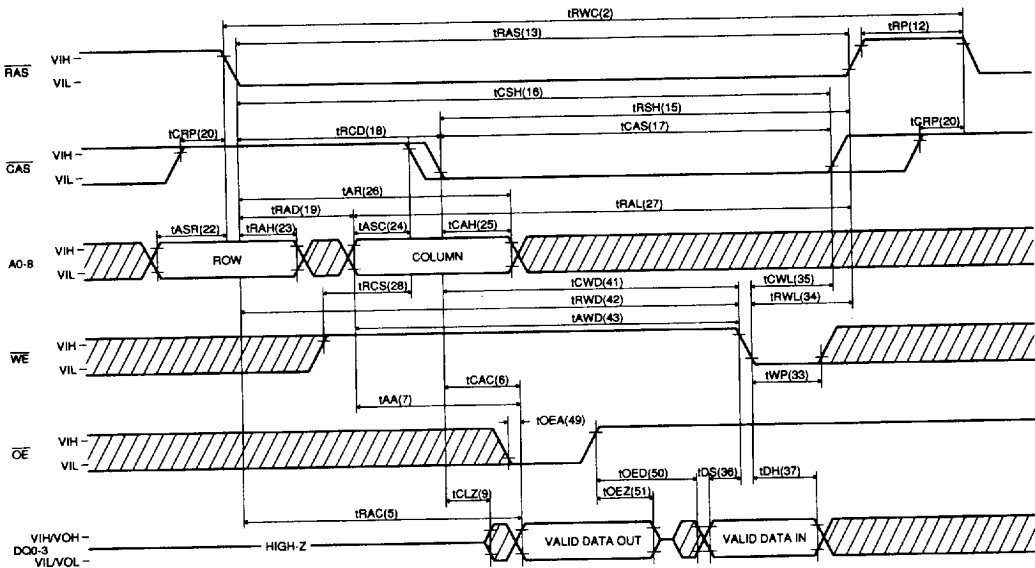 tRWC(2)
tRAS(13)
tRP(12)
RAS
VIH
VIL
tCSH(16)
tRSH(15)
tCRP(20)
tRCD(18)
tCAS(17)
tCRP(20)
CAS
VIH
VIL
tAR(26)
tRAD(19)
tRAL(27)
tASR(22)
tRAH(23)
tASC(24)
tCAH(25)
A0-8
VIH
VIL
ROW
COLUMN
tRCS(28)
tCWD(41)
tCWL(35)
tRWD(42)
tRWL(34)
tAWD(43)
WE
VIH
VIL
tWP(33)
tCAC(6)
tAA(7)
tOEA(49)
OE
VIH
VIL
tOED(50)
tDS(36)
tDH(37)
tCLZ(9)
tOEZ(51)
tRAC(5)
VIH/VOH
DQ0-3
VIL/VOL
HIGH-Z
VALID DATA OUT
VALID DATA IN